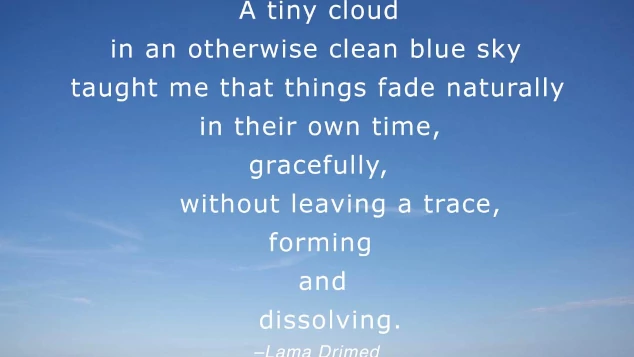 A tiny cloud
in an otherwise clean blue sky
taught me that things fade naturally
in their own time,
gracefully,
without leaving a trace,
forming
and
dissolving.
–Lama Drimed